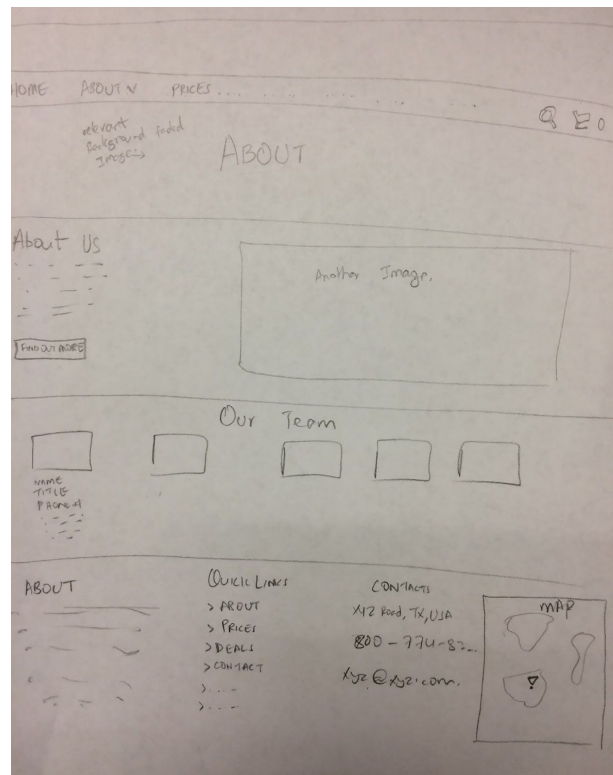 HOME ABOUT PRICES....
0
relevant
Background faded
Image
ABOUT
About Us
Another Image.
FIND OUT MORE
Our Team
NAME
TITLE
PHONE #
ABOUT
QUICK LINKS
> ABOUT
> PRICES
> DEALS
> CONTACT
> ....
> ....
CONTACTS
XYZ Road, TX, USA
800-774-82..
xyz@xyz.com.
MAP